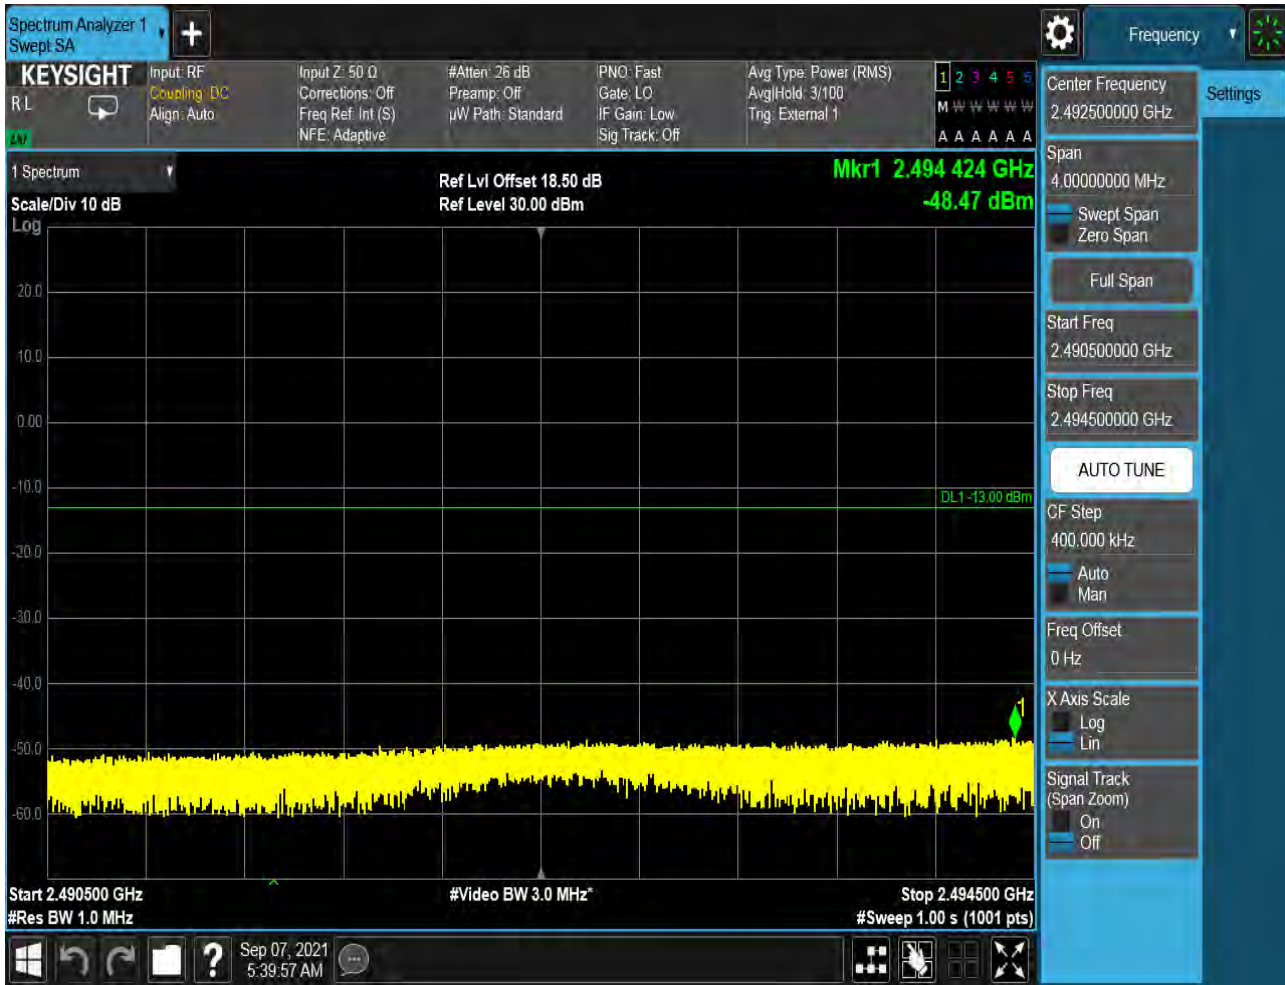 Spectrum Analyzer 1
Swept SA
Frequency
KEYSIGHT
R L
LXI
Input: RF
Coupling: DC
Align: Auto
Input Z: 50 Ω
Corrections: Off
Freq Ref: Int (S)
NFE: Adaptive
#Atten: 26 dB
Preamp: Off
µW Path: Standard
PNO: Fast
Gate: LO
IF Gain: Low
Sig Track: Off
Avg Type: Power (RMS)
Avg|Hold: 3/100
Trig: External 1
1 2 3 4 5 6
M W W W W W
A A A A A A
1 Spectrum
Scale/Div 10 dB
Log
Ref Lvl Offset 18.50 dB
Ref Level 30.00 dBm
Mkr1 2.494 424 GHz
-48.47 dBm
20.0
10.0
0.00
-10.0
DL1 -13.00 dBm
-20.0
-30.0
-40.0
1
-50.0
-60.0
Start 2.490500 GHz
#Res BW 1.0 MHz
#Video BW 3.0 MHz*
Stop 2.494500 GHz
#Sweep 1.00 s (1001 pts)
?
Sep 07, 2021
5:39:57 AM
Center Frequency
2.492500000 GHz
Settings
Span
4.00000000 MHz
Swept Span
Zero Span
Full Span
Start Freq
2.490500000 GHz
Stop Freq
2.494500000 GHz
AUTO TUNE
CF Step
400.000 kHz
Auto
Man
Freq Offset
0 Hz
X Axis Scale
Log
Lin
Signal Track
(Span Zoom)
On
Off